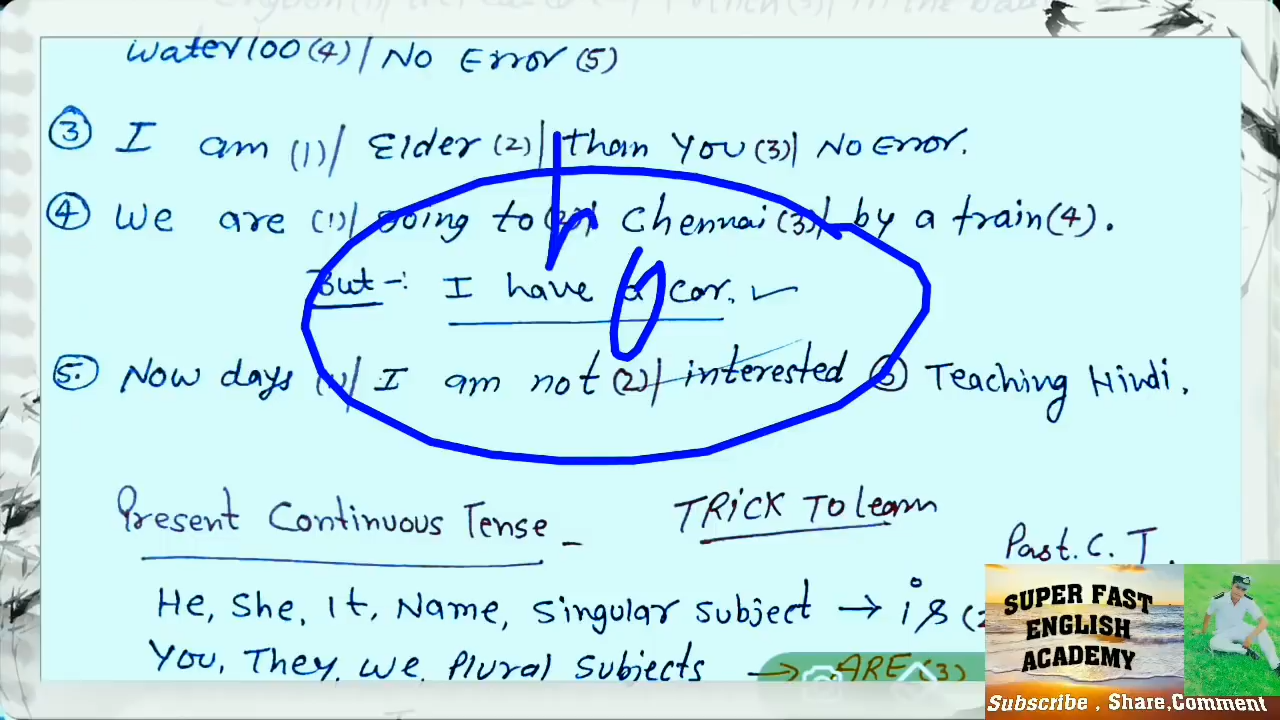 Waterloo (4) | No Error (5)
③ I am (1) | Elder (2) | than You (3) | No Error.
④ We are (1) | going to (2) | Chennai (3) | by a train (4).
But -: I have a car. ✓
⑤. Now days (1) | I am not (2) | interested ③ Teaching Hindi.
Present Continuous Tense -
TRICK To learn
Past. C. T.
He, She, It, Name, Singular Subject → is
You, They, We, Plural Subjects → ARE (3)
SUPER FAST
ENGLISH
ACADEMY
Subscribe , Share,Comment